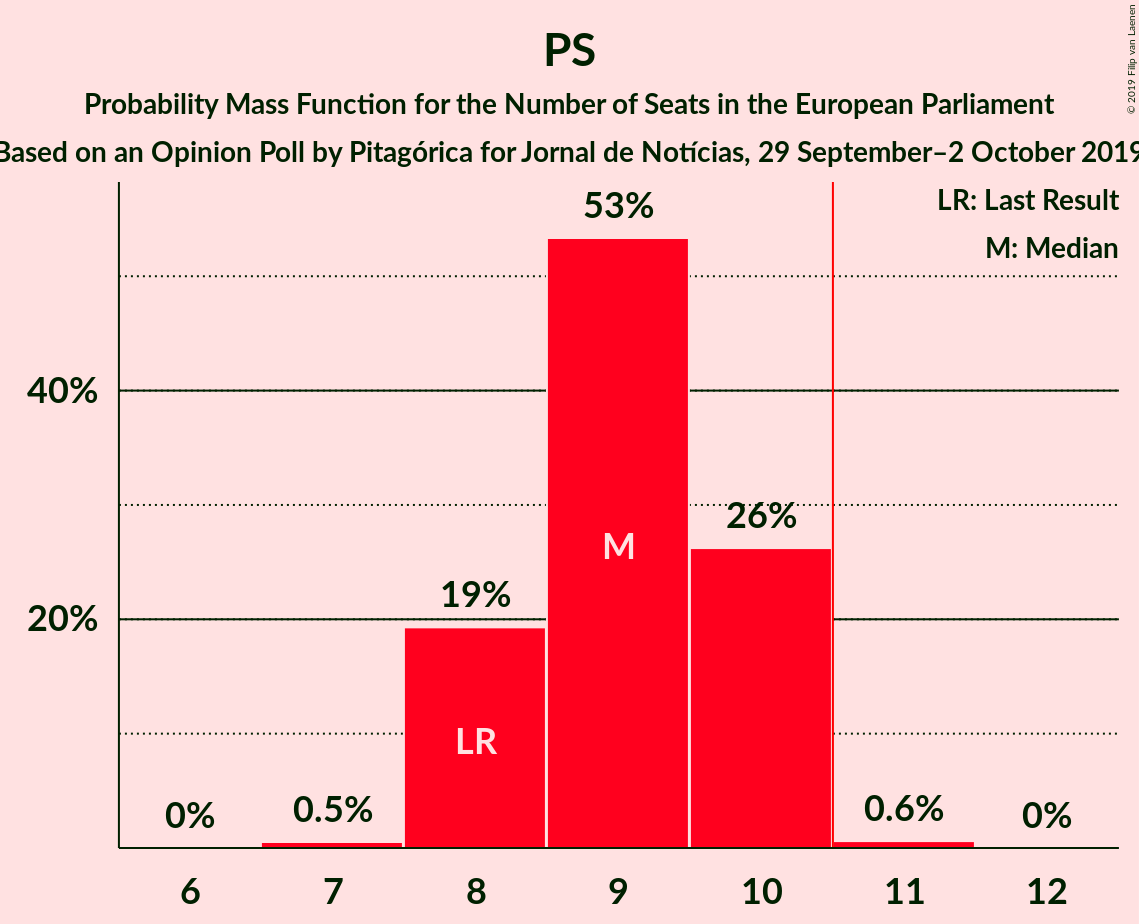 PS
Probability Mass Function for the Number of Seats in the European Parliament
Based on an Opinion Poll by Pitagórica for Jornal de Notícias, 29 September–2 October 2019
© 2019 Filip van Laenen
LR: Last Result
M: Median
53%
40%
26%
M
19%
20%
LR
0%
0.5%
0.6%
0%
6
7
8
9
10
11
12